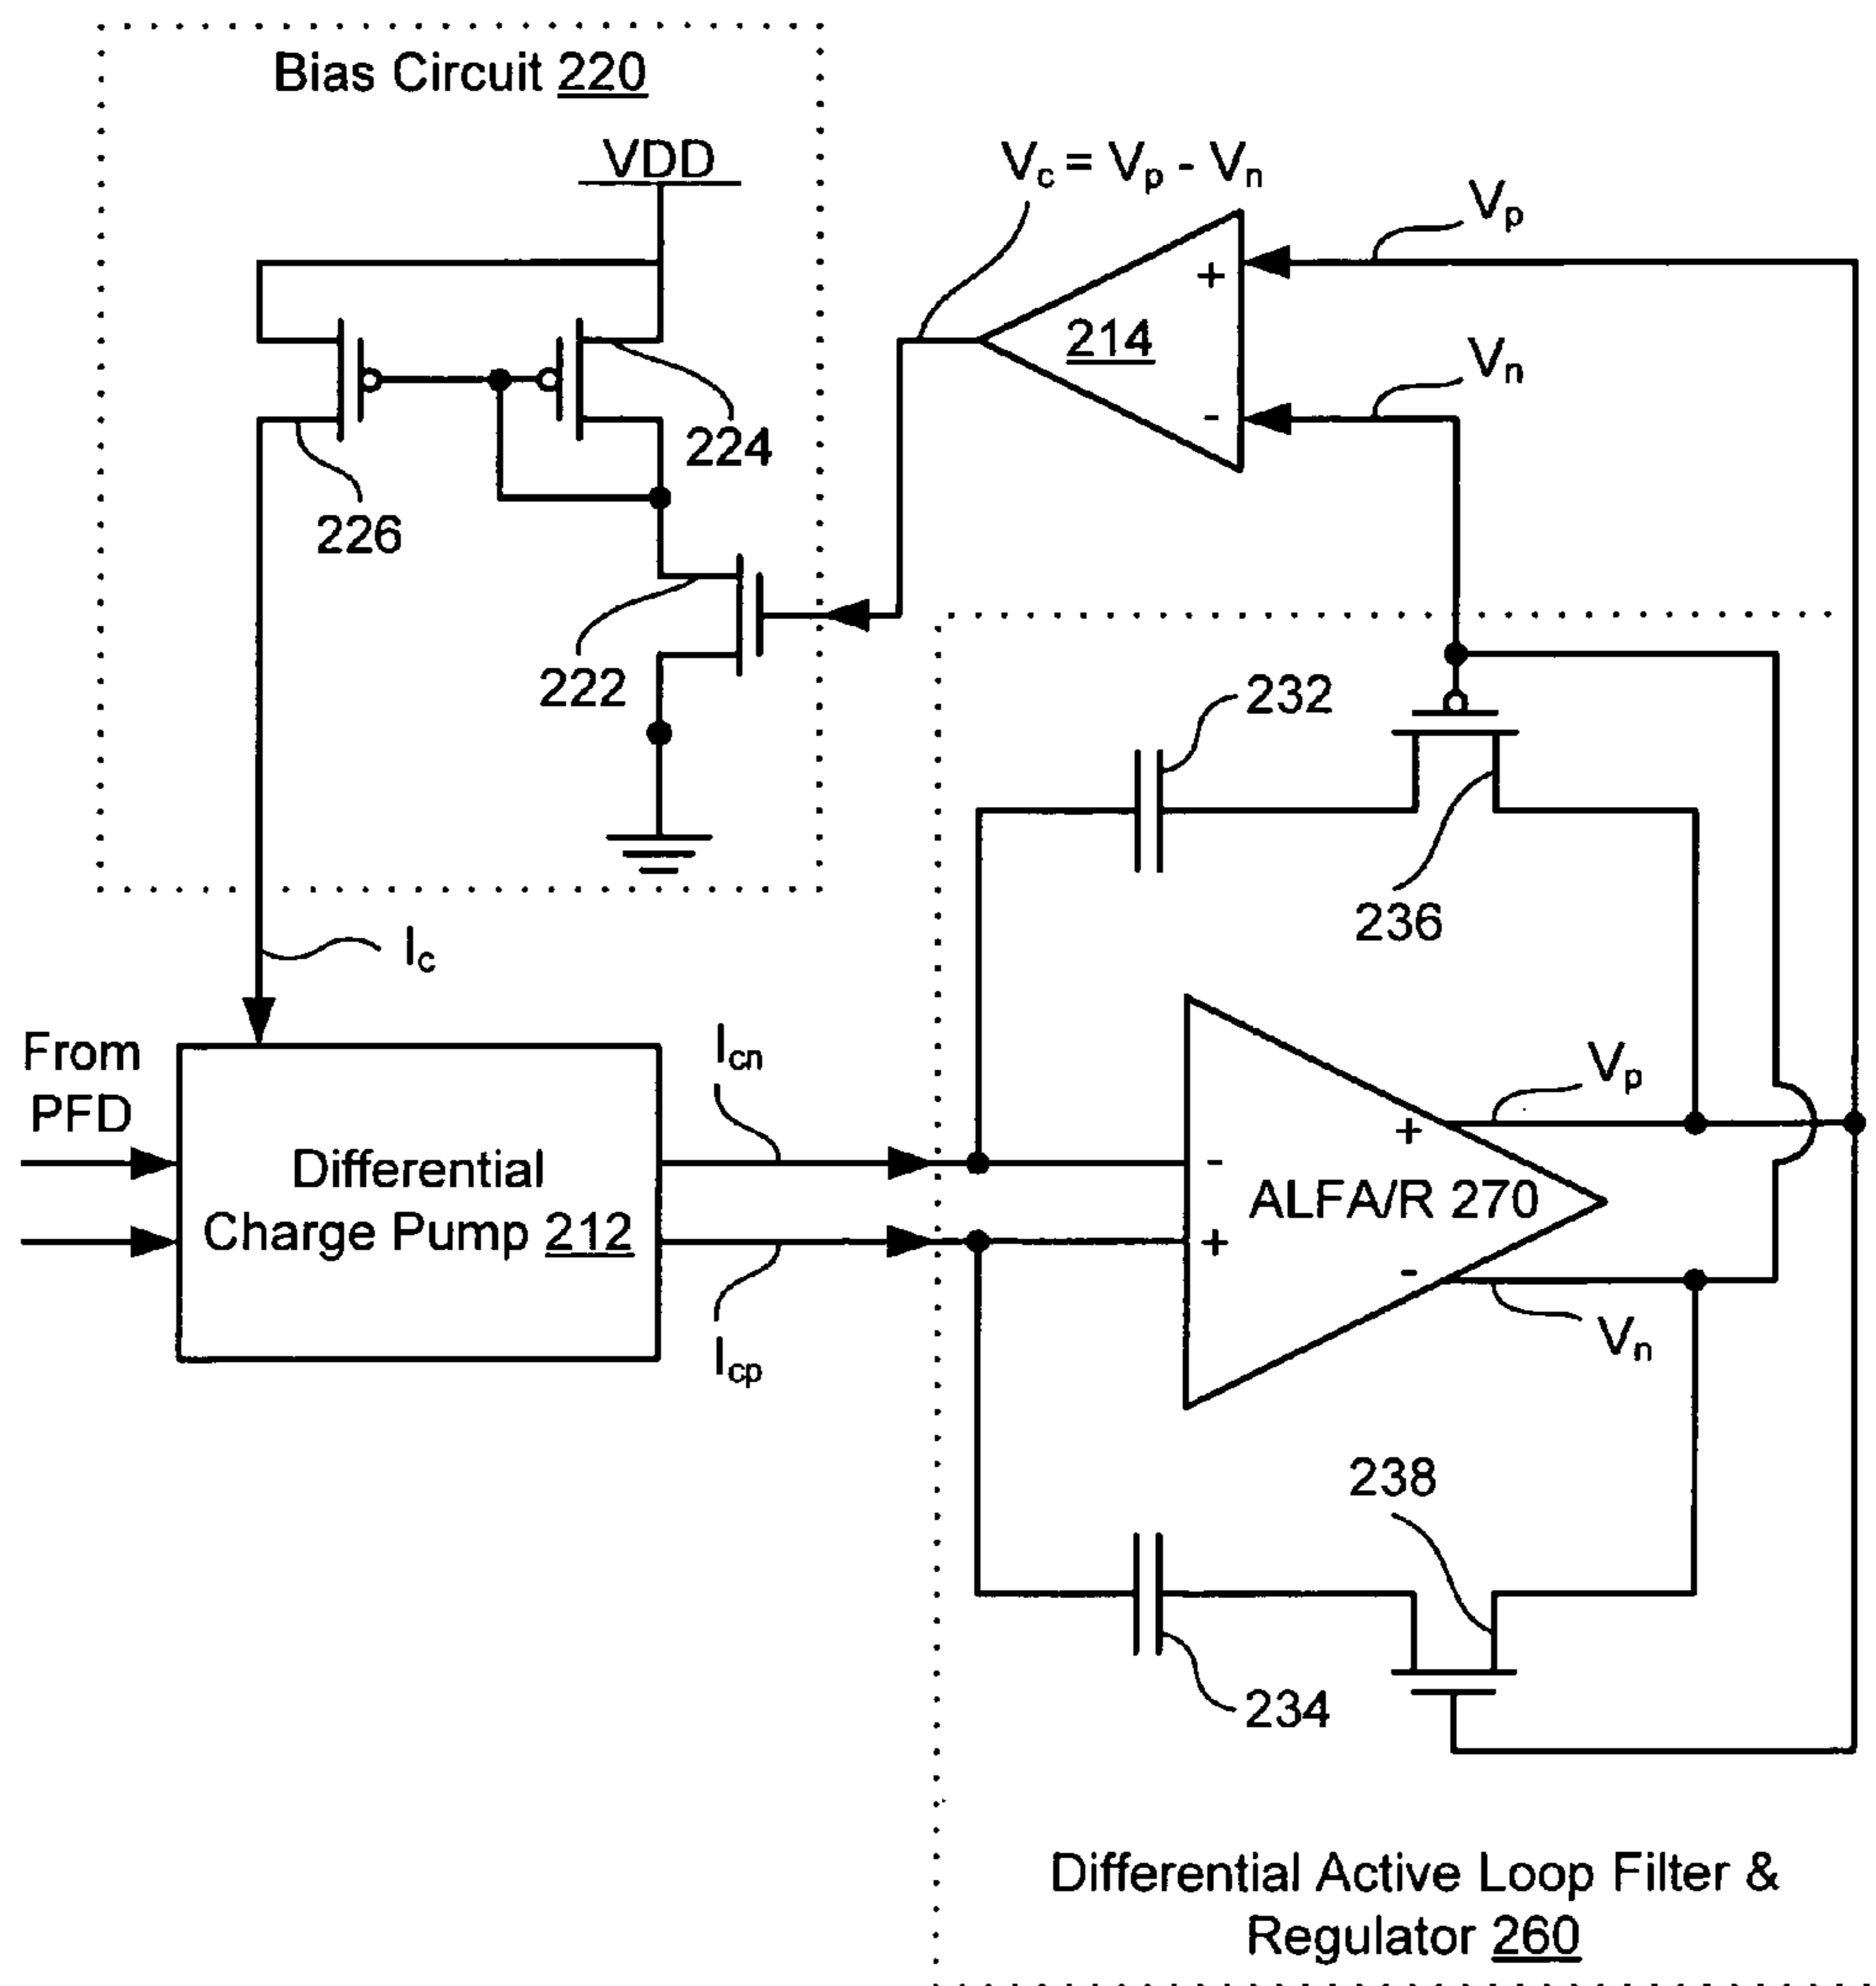 Bias Circuit 220
VDD
Vc = Vp - Vn
Vp
+
214
Vn
-
224
226
222
232
236
Ic
From
PFD
Icn
Vp
Differential
Charge Pump 212
-
+
+
-
ALFA/R 270
Icp
Vn
238
234
Differential Active Loop Filter &
Regulator 260